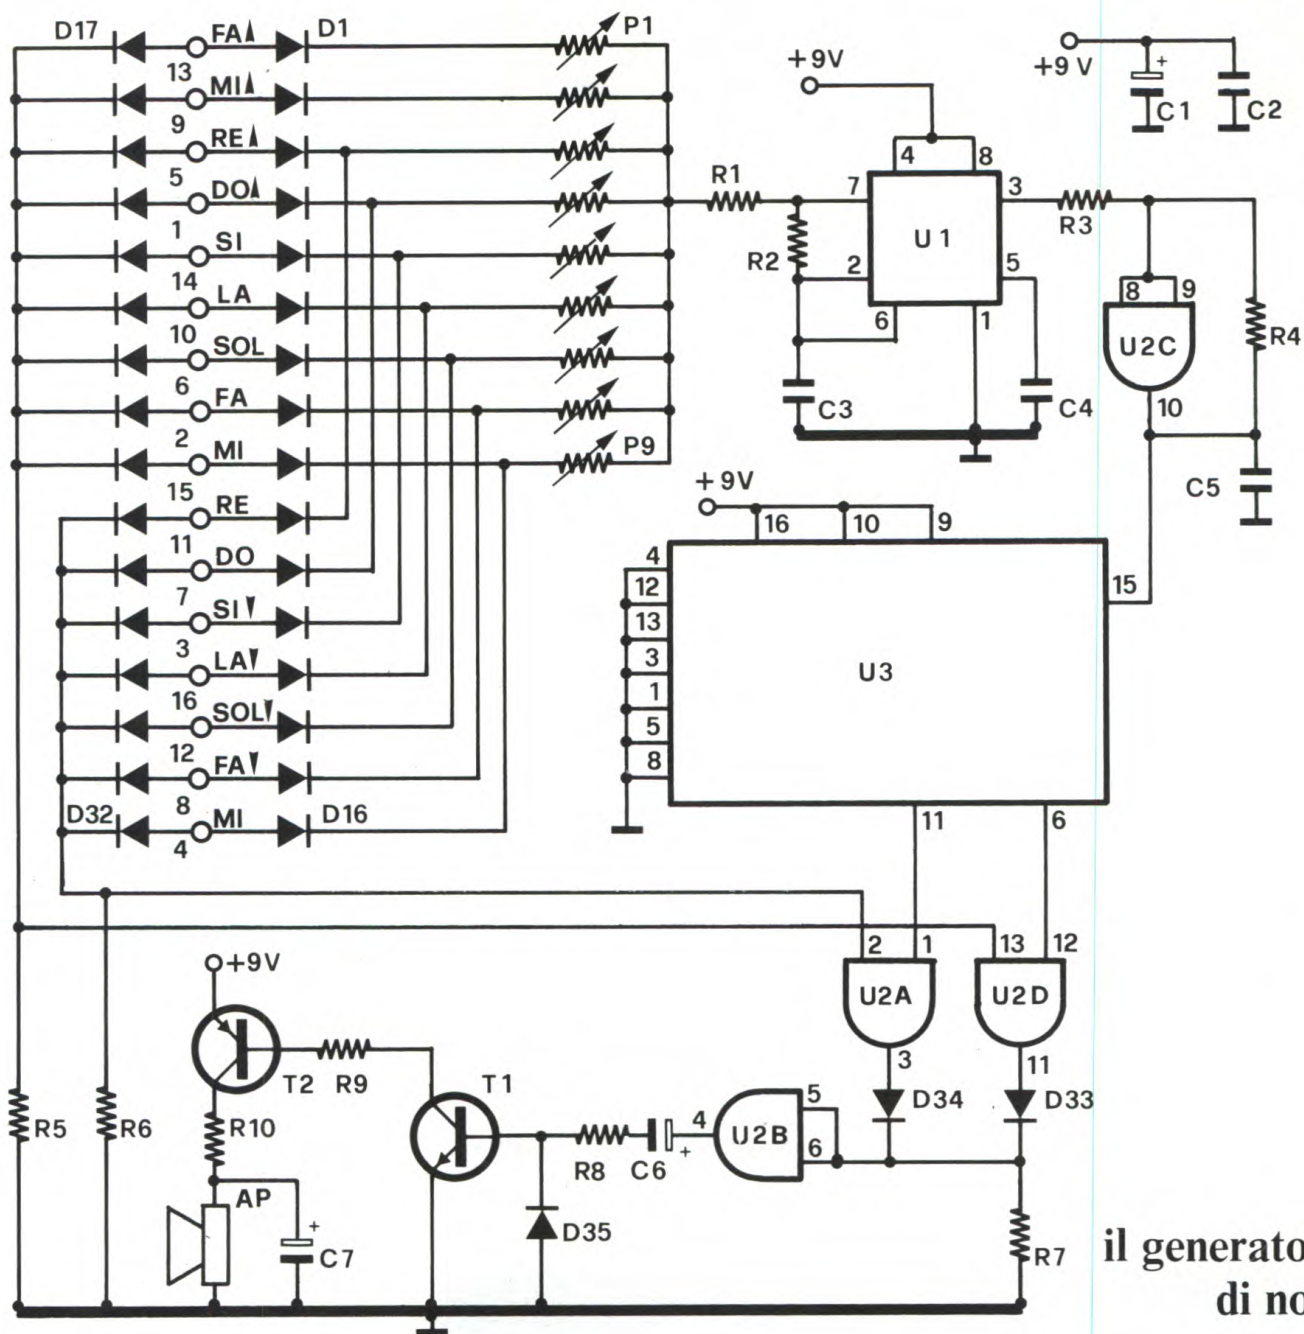 D17 FA▲ D1 P1
13 MI▲
9 RE▲
5 DO▲
1 SI
14 LA
10 SOL
6 FA
2 MI P9
15 RE
11 DO
7 SI▼
3 LA▼
16 SOL▼
12 FA▼
D32 8 MI D16
4
+9V
+9V
+
C1 C2
4 8
R1 7 3 R3
U1
R2 2 5
6 1
8 9
U2C
R4
10
C3 C4
C5
+9V
16 10 9
4
12
13
3
1
5
8
15
U3
11 6
2 1 13 12
U2A U2D
3 11
D34 D33
+9V
T2 R9 T1
R5 R6 R10
R8 C6 + 4 U2B 5
6
AP
+
C7
D35
R7
il generato
di no